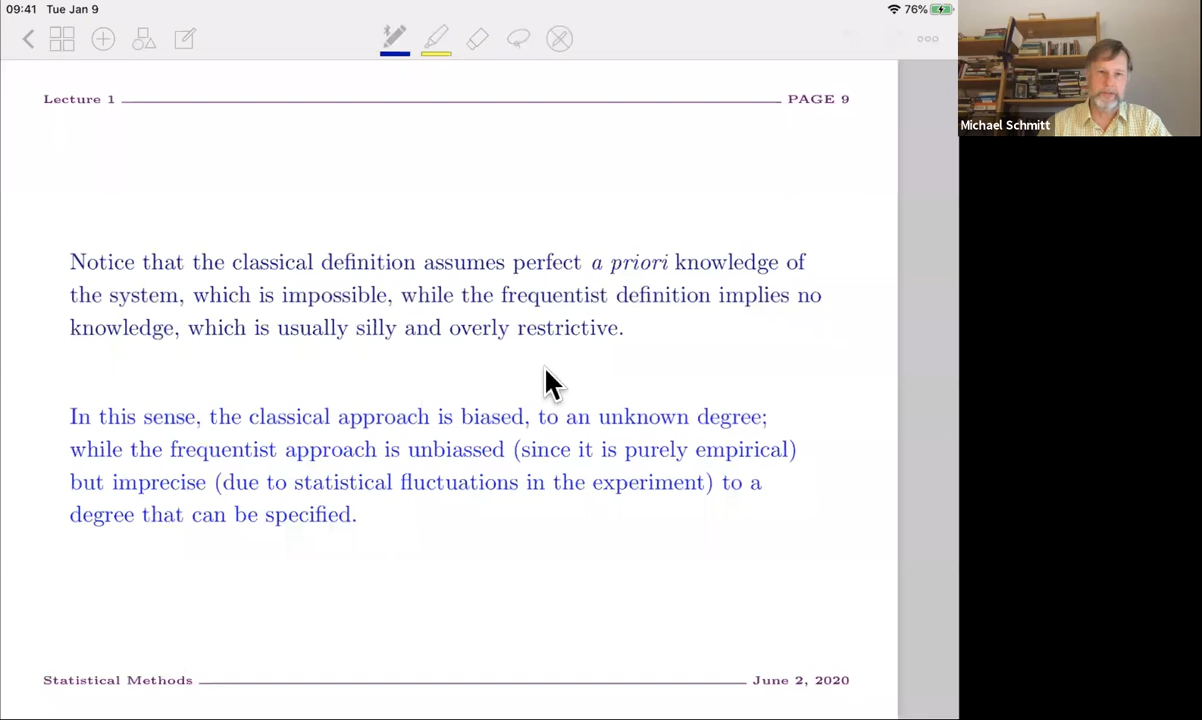 09:41 Tue Jan 9
76%
Lecture 1
PAGE 9
Michael Schmitt
Notice that the classical definition assumes perfect a priori knowledge of
the system, which is impossible, while the frequentist definition implies no
knowledge, which is usually silly and overly restrictive.
In this sense, the classical approach is biased, to an unknown degree;
while the frequentist approach is unbiassed (since it is purely empirical)
but imprecise (due to statistical fluctuations in the experiment) to a
degree that can be specified.
Statistical Methods
June 2, 2020